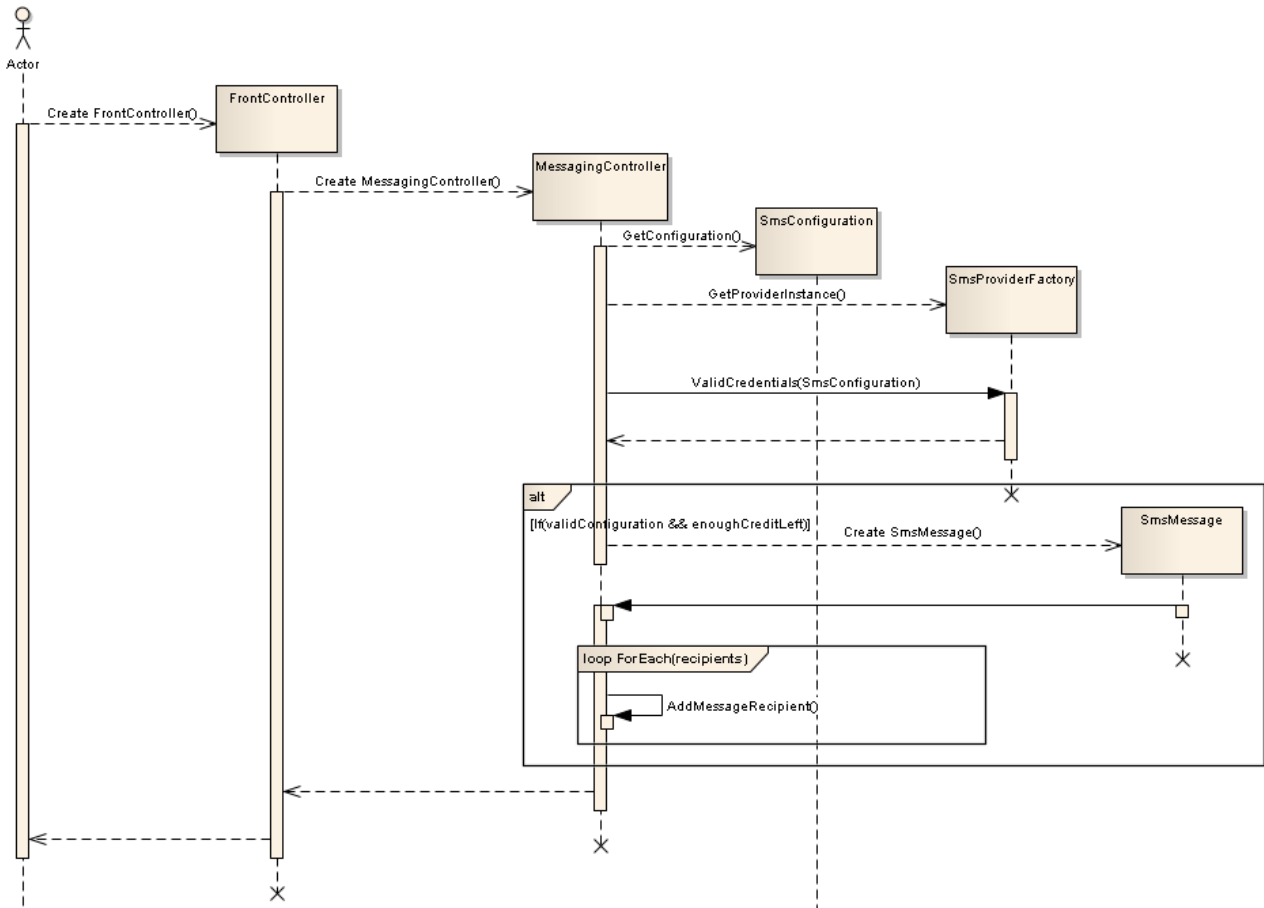 Actor
FrontController
Create FrontController()
MessagingController
Create MessagingController()
SmsConfiguration
GetConfiguration()
SmsProviderFactory
GetProviderInstance()
ValidCredentials(SmsConfiguration)
alt
[If(validConfiguration && enoughCreditLeft)]
SmsMessage
Create SmsMessage()
loop ForEach(recipients)
AddMessageRecipient()